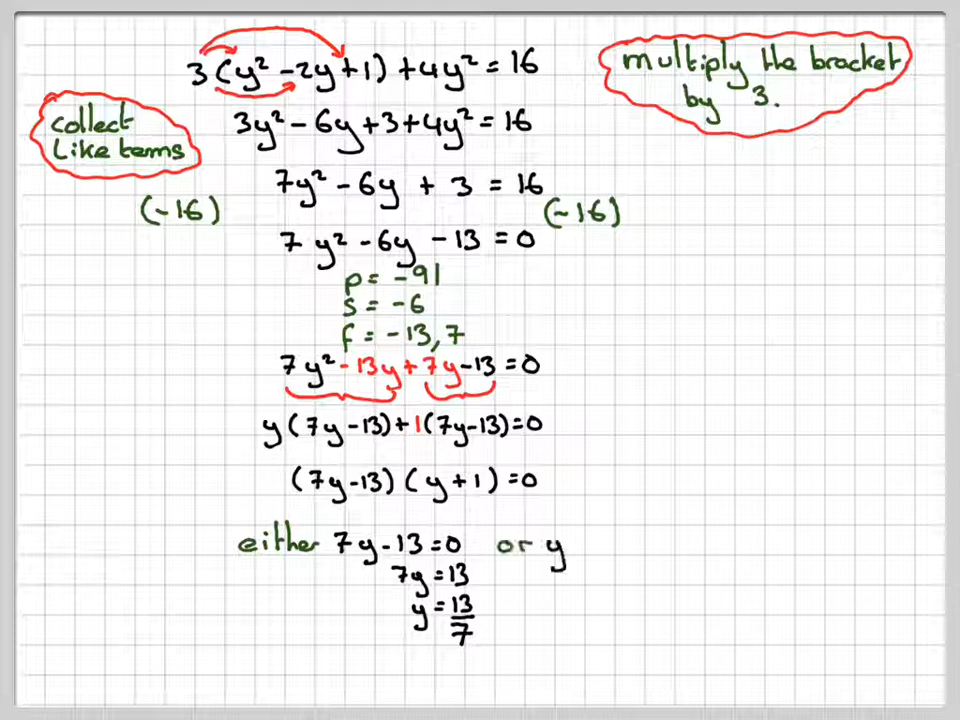 3(y² - 2y + 1) + 4y² = 16
multiply the bracket
by 3.
collect
Like terms
3y² - 6y + 3 + 4y² = 16
7y² - 6y + 3 = 16
(-16)
(-16)
7y² - 6y - 13 = 0
p = -91
s = -6
f = -13, 7
7y² - 13y + 7y - 13 = 0
y(7y - 13) + 1(7y - 13) = 0
(7y - 13)(y + 1) = 0
either 7y - 13 = 0 or y
7y = 13
y = 13/7